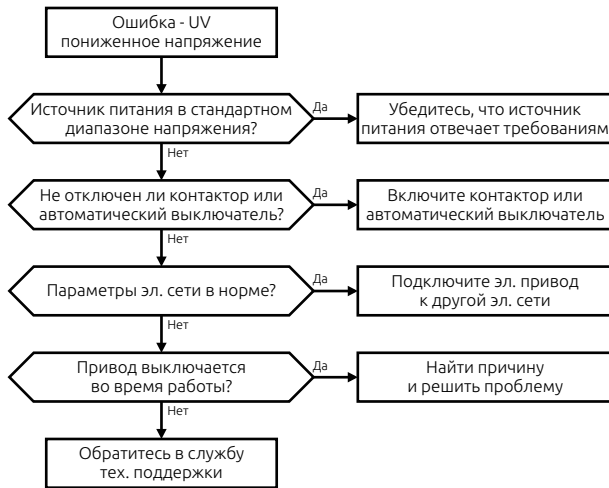 Ошибка - UV
пониженное напряжение
Источник питания в стандартном
диапазоне напряжения?
Да
Убедитесь, что источник
питания отвечает требованиям
Нет
Не отключен ли контактор или
автоматический выключатель?
Да
Включите контактор или
автоматический выключатель
Нет
Параметры эл. сети в норме?
Да
Подключите эл. привод
к другой эл. сети
Нет
Привод выключается
во время работы?
Да
Найти причину
и решить проблему
Нет
Обратитесь в службу
тех. поддержки